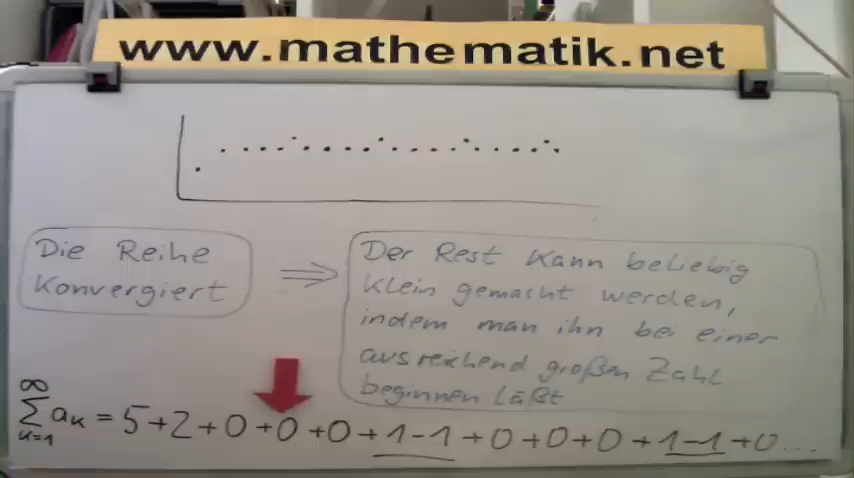 www.mathematik.net
Die Reihe
Konvergiert
⇒
Der Rest kann beliebig
klein gemacht werden,
indem man ihn bei einer
ausreichend großen Zahl
beginnen läßt
∞
∑ aₖ = 5+2+0+0+0+1-1+0+0+0+1-1+0...
k=1